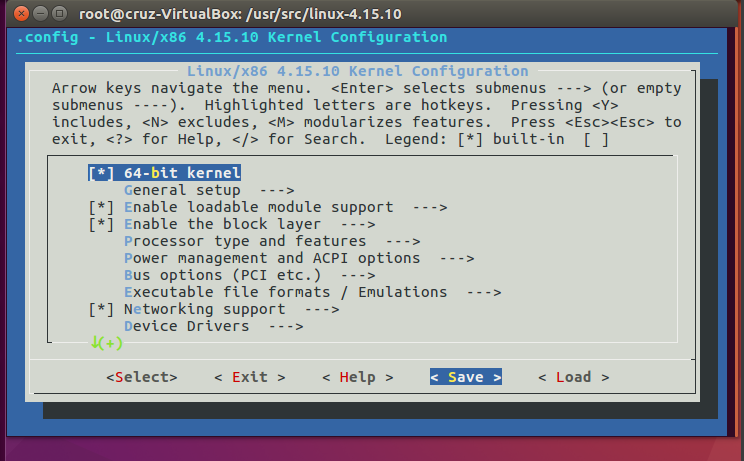 root@cruz-VirtualBox: /usr/src/linux-4.15.10
.config - Linux/x86 4.15.10 Kernel Configuration
Linux/x86 4.15.10 Kernel Configuration
Arrow keys navigate the menu.  <Enter> selects submenus ---> (or empty
submenus ----).  Highlighted letters are hotkeys.  Pressing <Y>
includes, <N> excludes, <M> modularizes features.  Press <Esc><Esc> to
exit, <?> for Help, </> for Search.  Legend: [*] built-in  [ ]
[*] 64-bit kernel
General setup  --->
[*] Enable loadable module support  --->
[*] Enable the block layer  --->
Processor type and features  --->
Power management and ACPI options  --->
Bus options (PCI etc.)  --->
Executable file formats / Emulations  --->
[*] Networking support  --->
Device Drivers  --->
↓(+)
<Select>    < Exit >    < Help >    < Save >    < Load >